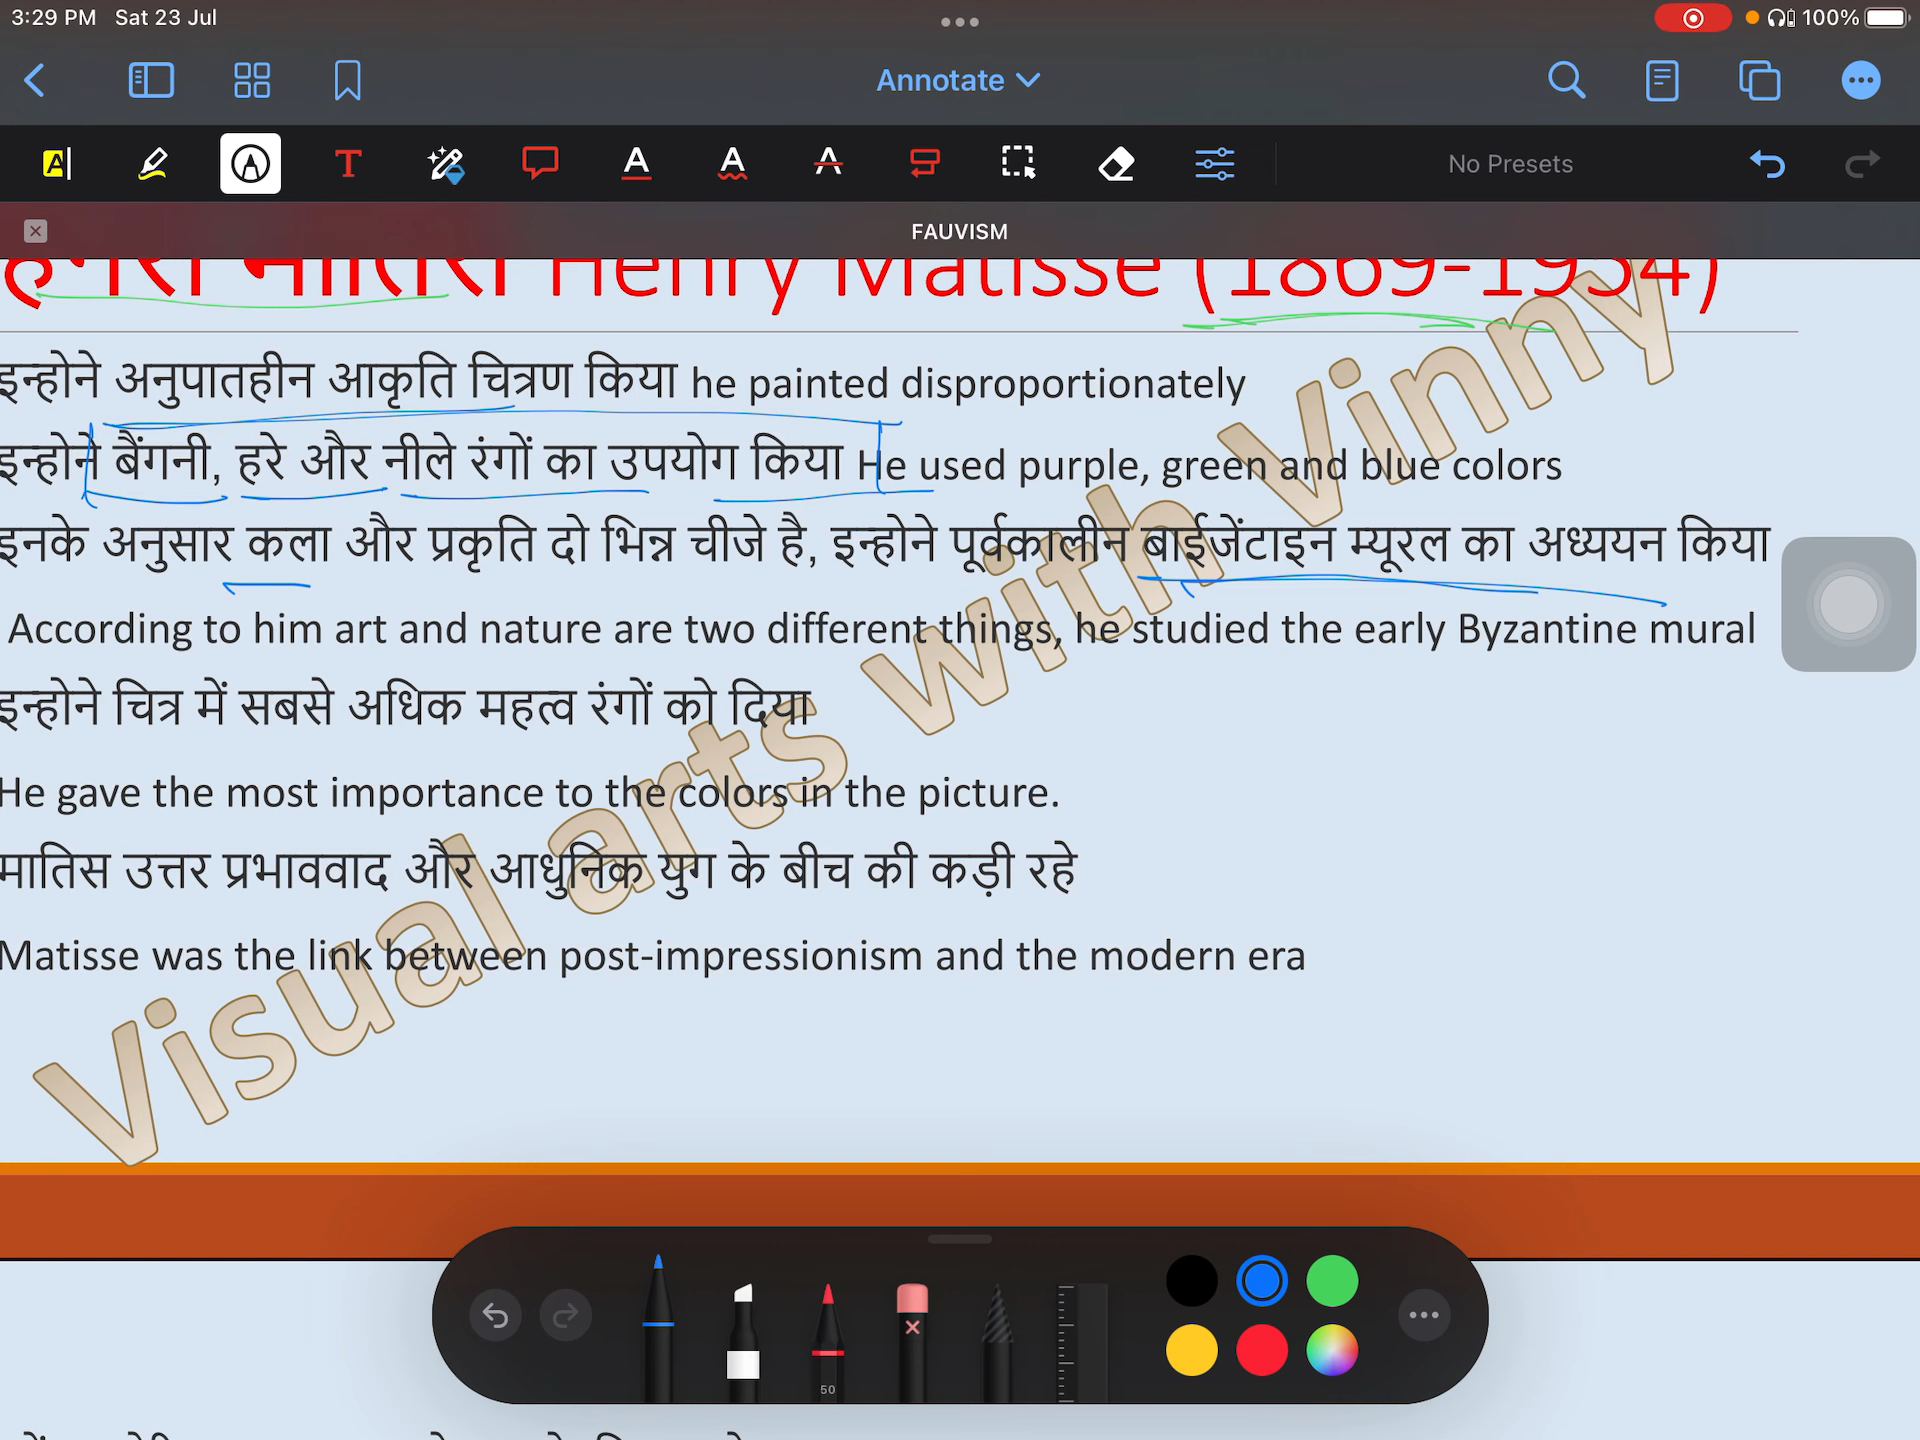 3:29 PM Sat 23 Jul
100%
Annotate
No Presets
FAUVISM
हेनरी मातिस Henry Matisse (1869-1954)
इन्होने अनुपातहीन आकृति चित्रण किया he painted disproportionately
इन्होने बैंगनी, हरे और नीले रंगों का उपयोग किया He used purple, green and blue colors
इनके अनुसार कला और प्रकृति दो भिन्न चीजे है, इन्होने पूर्वकालीन बाईजेंटाइन म्यूरल का अध्ययन किया
According to him art and nature are two different things, he studied the early Byzantine mural
इन्होने चित्र में सबसे अधिक महत्व रंगों को दिया
He gave the most importance to the colors in the picture.
मातिस उत्तर प्रभाववाद और आधुनिक युग के बीच की कड़ी रहे
Matisse was the link between post-impressionism and the modern era
Visual arts with Vinny
50